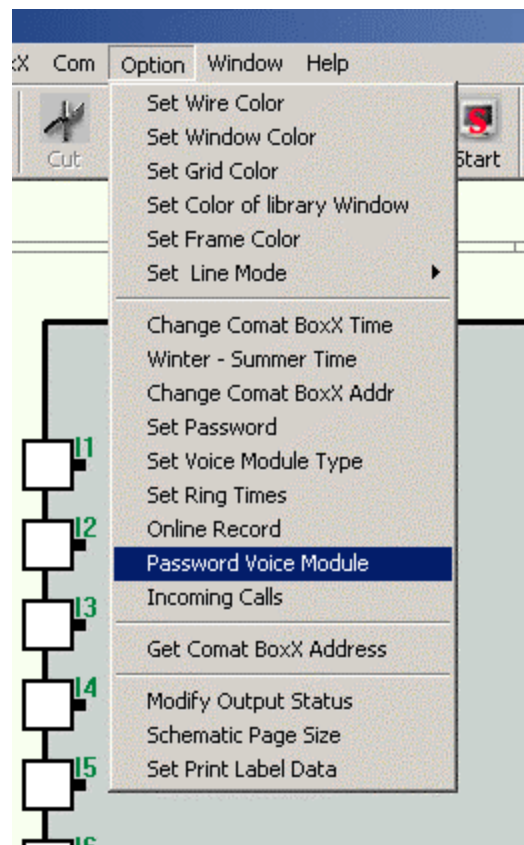 xX Com Option Window Help
Cut
S
Start
Set Wire Color
Set Window Color
Set Grid Color
Set Color of library Window
Set Frame Color
Set Line Mode
Change Comat BoxX Time
Winter - Summer Time
Change Comat BoxX Addr
Set Password
Set Voice Module Type
Set Ring Times
Online Record
Password Voice Module
Incoming Calls
Get Comat BoxX Address
Modify Output Status
Schematic Page Size
Set Print Label Data
I1
I2
I3
I4
I5
I6